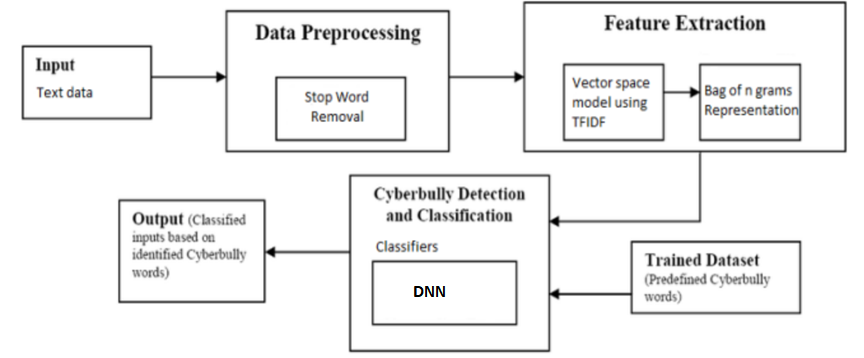 Input
Text data
Data Preprocessing
Stop Word
Removal
Feature Extraction
Vector space
model using
TFIDF
Bag of n grams
Representation
Cyberbully Detection
and Classification
Classifiers
DNN
Output (Classified
inputs based on
identified Cyberbully
words)
Trained Dataset
(Predefined Cyberbully
words)